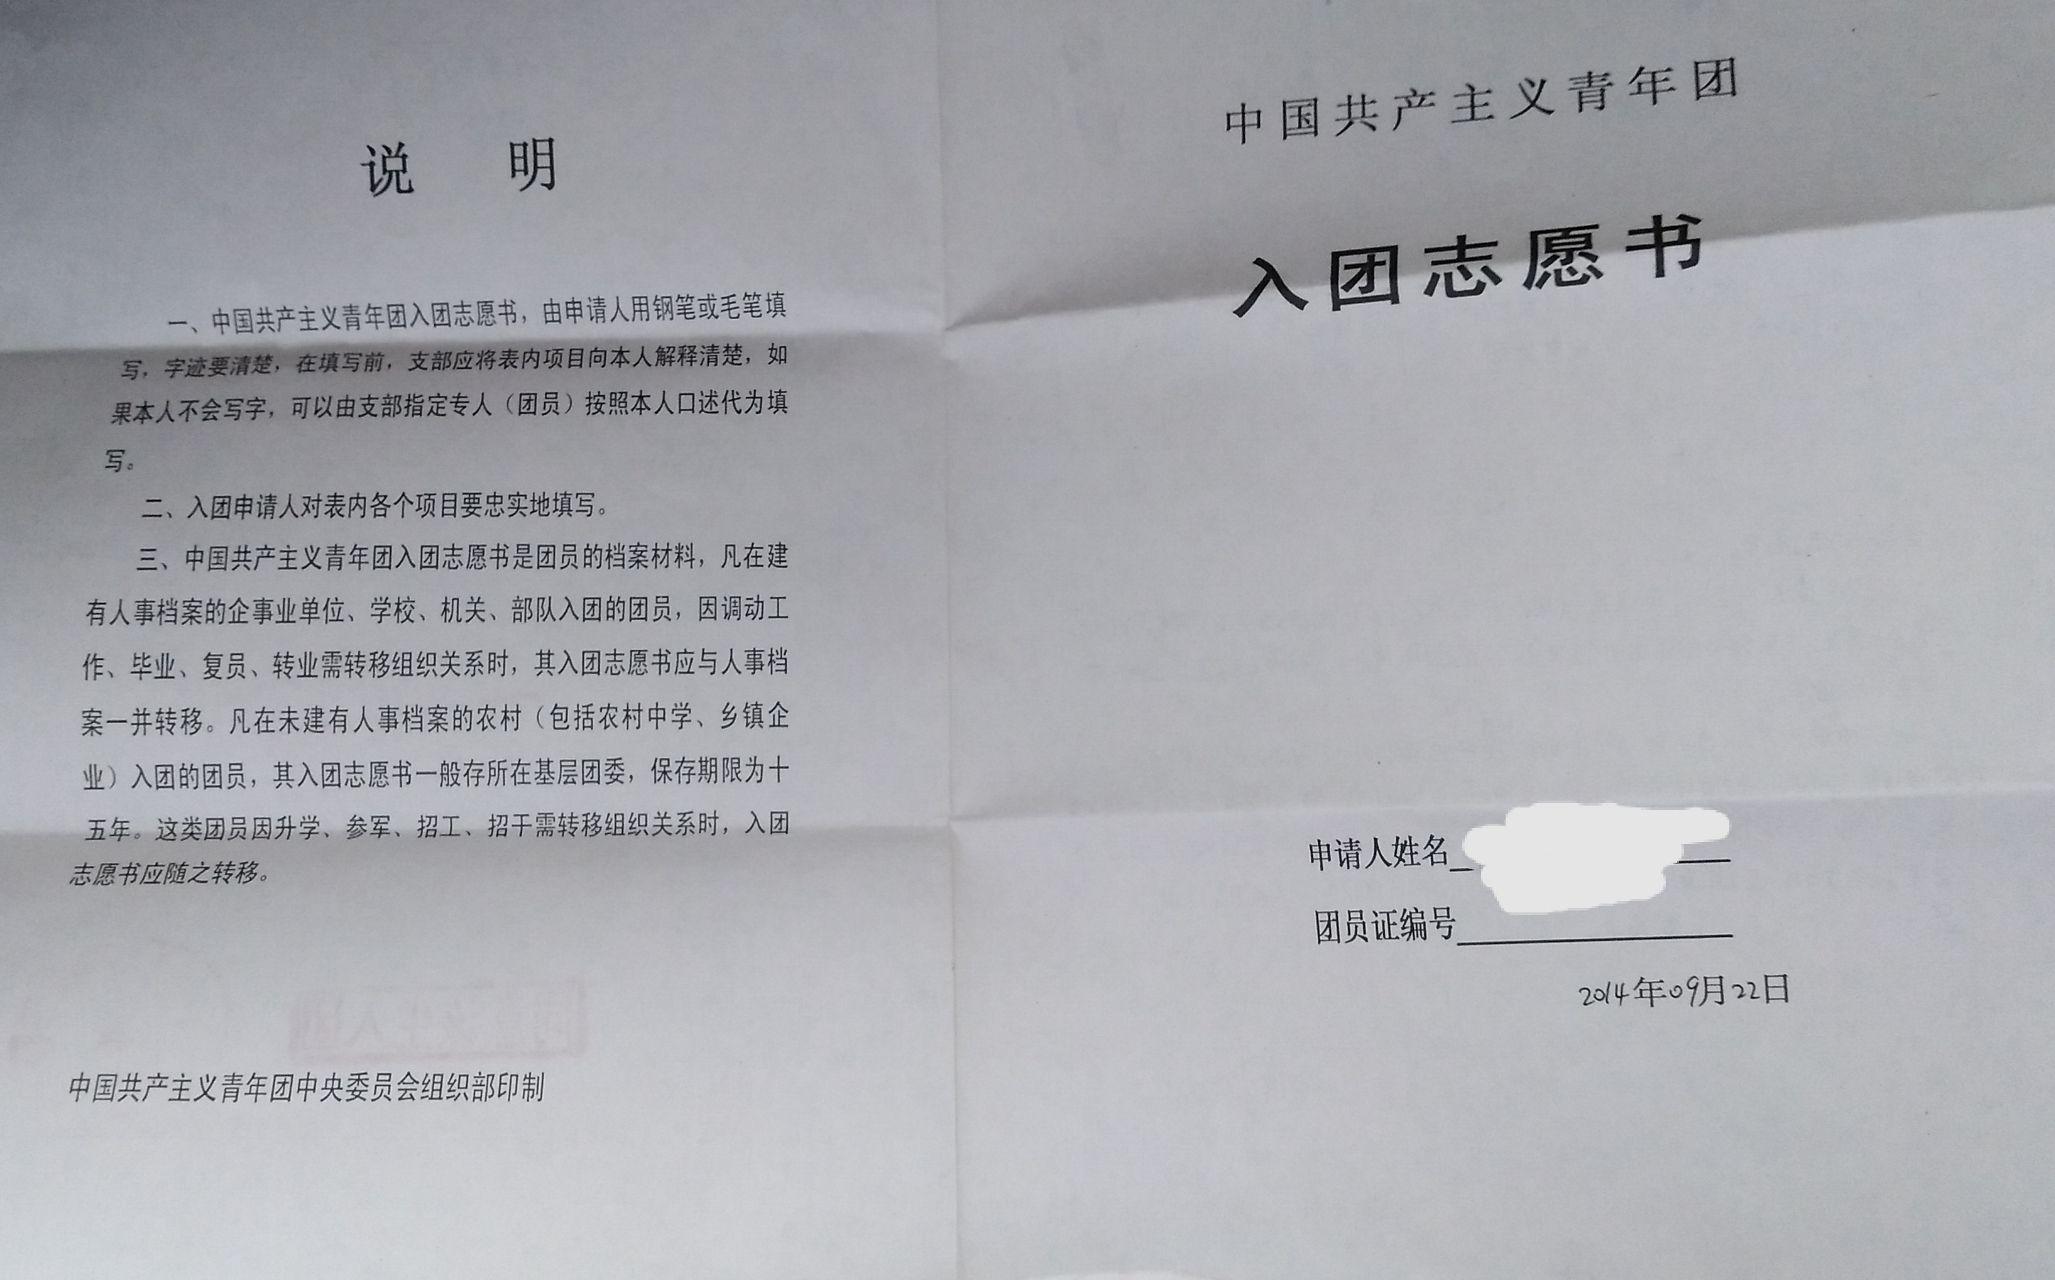 说 明
一、中国共产主义青年团入团志愿书，由申请人用钢笔或毛笔填
写，字迹要清楚，在填写前，支部应将表内项目向本人解释清楚，如
果本人不会写字，可以由支部指定专人（团员）按照本人口述代为填
写。
二、入团申请人对表内各个项目要忠实地填写。
三、中国共产主义青年团入团志愿书是团员的档案材料，凡在建
有人事档案的企事业单位、学校、机关、部队入团的团员，因调动工
作、毕业、复员、转业需转移组织关系时，其入团志愿书应与人事档
案一并转移。凡在未建有人事档案的农村（包括农村中学、乡镇企
业）入团的团员，其入团志愿书一般存所在基层团委，保存期限为十
五年。这类团员因升学、参军、招工、招干需转移组织关系时，入团
志愿书应随之转移。
中国共产主义青年团中央委员会组织部印制
中国共产主义青年团
入团志愿书
申请人姓名
团员证编号
2014年09月22日